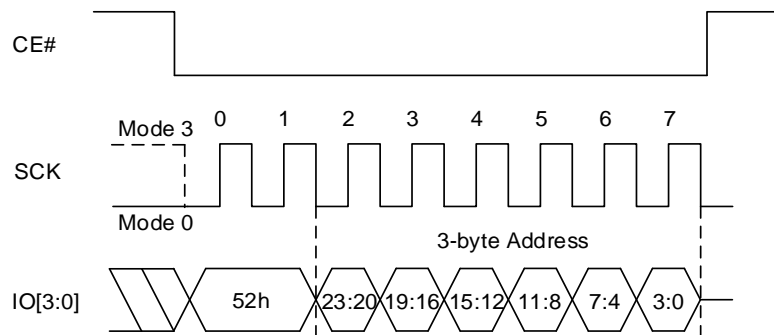 CE#
Mode 3 0 1 2 3 4 5 6 7
SCK
Mode 0
3-byte Address
IO[3:0] 52h 23:20 19:16 15:12 11:8 7:4 3:0